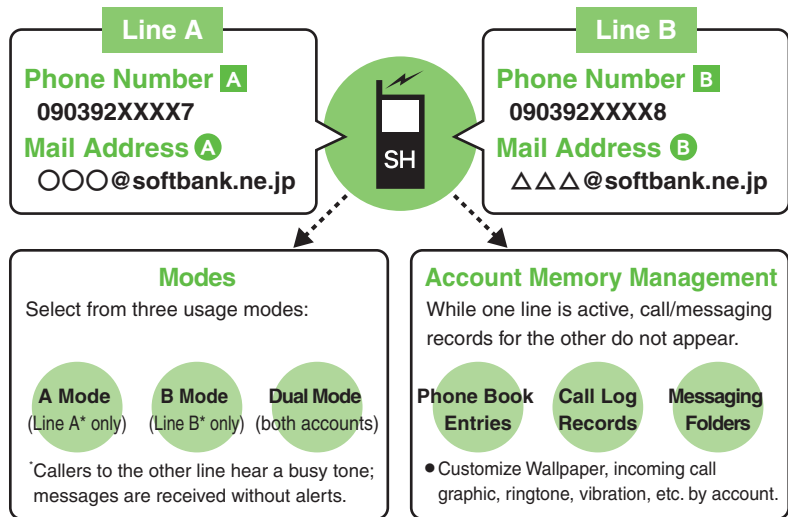 Line A
Phone Number A
090392XXXX7
Mail Address A
○○○@softbank.ne.jp
SH
Line B
Phone Number B
090392XXXX8
Mail Address B
△△△@softbank.ne.jp
Modes
Select from three usage modes:
A Mode
(Line A* only)
B Mode
(Line B* only)
Dual Mode
(both accounts)
*Callers to the other line hear a busy tone;
messages are received without alerts.
Account Memory Management
While one line is active, call/messaging
records for the other do not appear.
Phone Book
Entries
Call Log
Records
Messaging
Folders
●Customize Wallpaper, incoming call
graphic, ringtone, vibration, etc. by account.